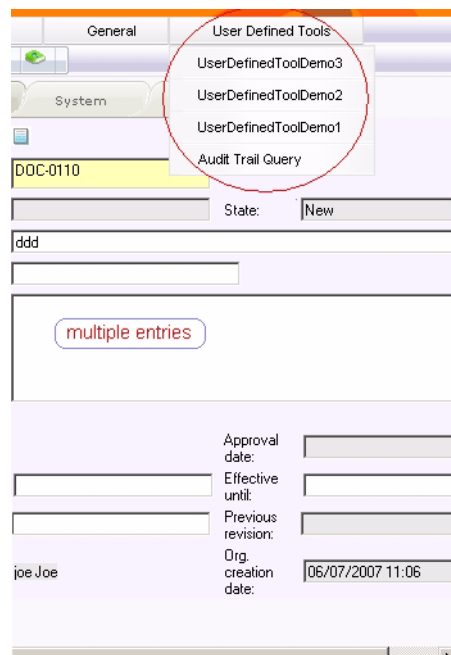 General User Defined Tools
UserDefinedToolDemo3
System UserDefinedToolDemo2
UserDefinedToolDemo1
Audit Trail Query
DOC-0110
State: New
ddd
multiple entries
Approval
date:
Effective
until:
Previous
revision:
joe Joe
Org.
creation
date:
06/07/2007 11:06